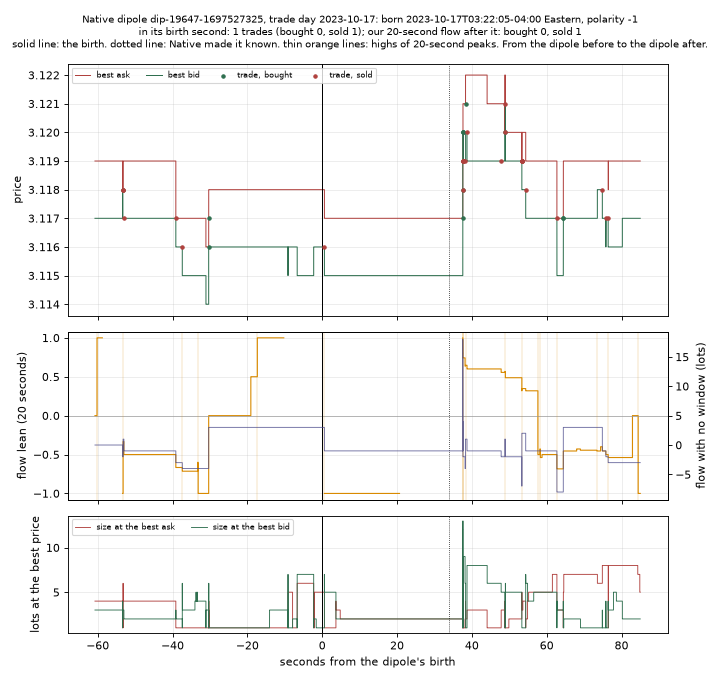 Native dipole dip-19647-1697527325, trade day 2023-10-17: born 2023-10-17T03:22:05-04:00 Eastern, polarity -1
in its birth second: 1 trades (bought 0, sold 1); our 20-second flow after it: bought 0, sold 1
solid line: the birth. dotted line: Native made it known. thin orange lines: highs of 20-second peaks. From the dipole before to the dipole after.
best ask
best bid
trade, bought
trade, sold
3.122
3.121
3.120
3.119
3.118
3.117
3.116
3.115
3.114
price
1.0
0.5
0.0
−0.5
−1.0
flow lean (20 seconds)
15
10
5
0
−5
flow with no window (lots)
size at the best ask
size at the best bid
10
5
lots at the best price
−60
−40
−20
0
20
40
60
80
seconds from the dipole's birth